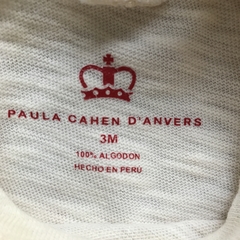 PAULA CAHEN D'ANVERS
3M
100% ALGODON
HECHO EN PERU